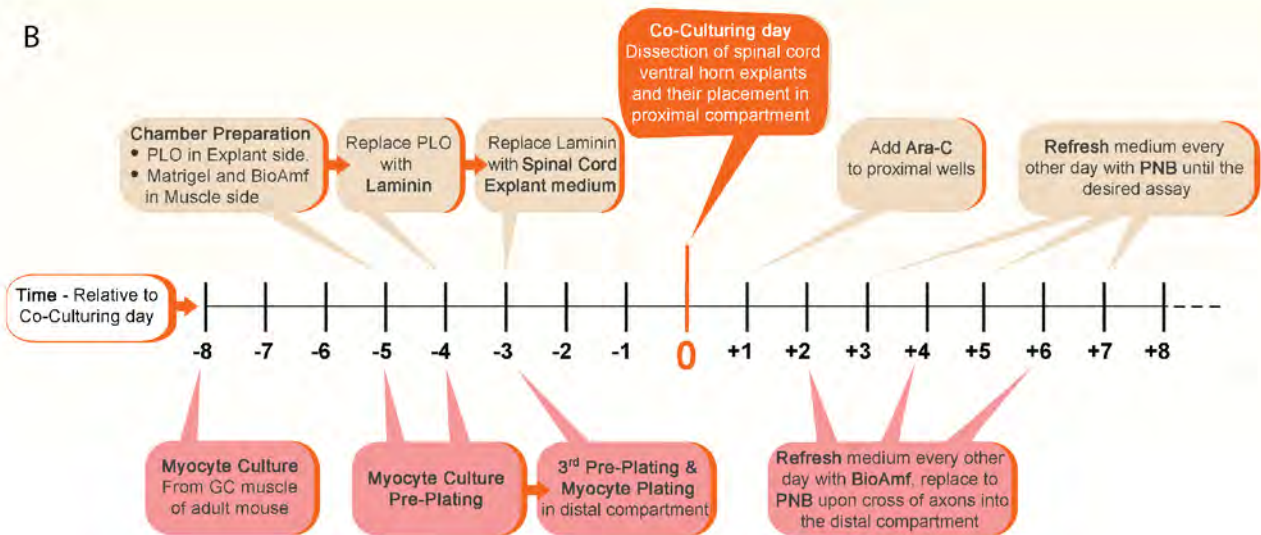 B
Co-Culturing day
Dissection of spinal cord
ventral horn explants
and their placement in
proximal compartment
Chamber Preparation
• PLO in Explant side.
• Matrigel and BioAmf
in Muscle side
Replace PLO
with
Laminin
Replace Laminin
with Spinal Cord
Explant medium
Add Ara-C
to proximal wells
Refresh medium every
other day with PNB until the
desired assay
Time - Relative to
Co-Culturing day
-8 -7 -6 -5 -4 -3 -2 -1 0 +1 +2 +3 +4 +5 +6 +7 +8
Myocyte Culture
From GC muscle
of adult mouse
Myocyte Culture
Pre-Plating
3rd Pre-Plating &
Myocyte Plating
in distal compartment
Refresh medium every other
day with BioAmf, replace to
PNB upon cross of axons into
the distal compartment